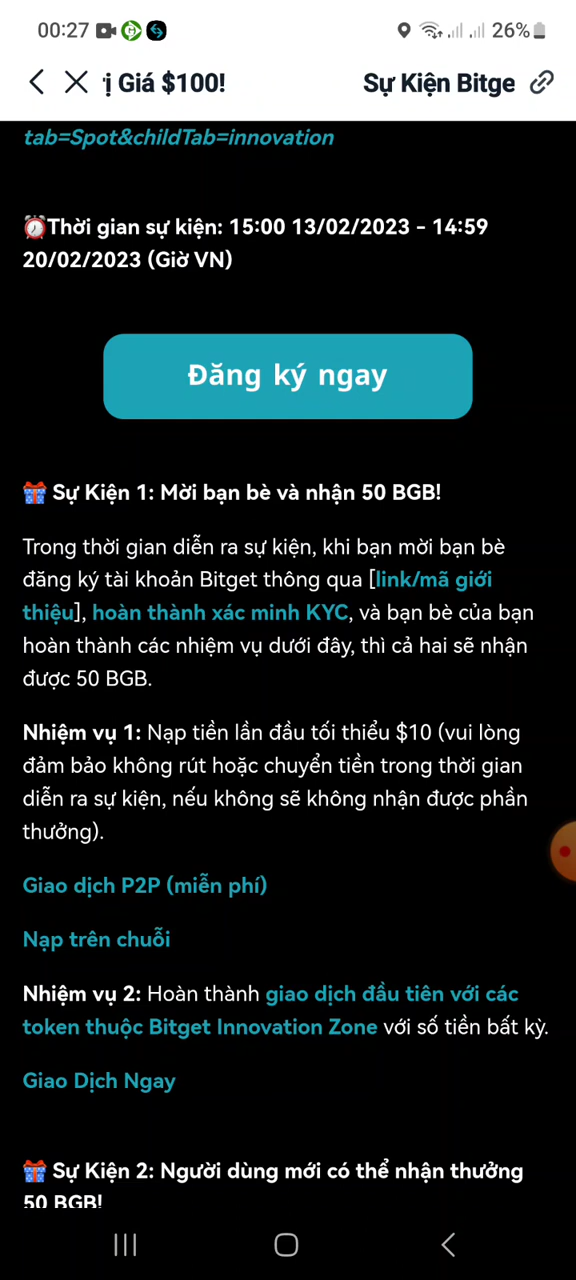 00:27
26%
ị Giá $100!
Sự Kiện Bitge
tab=Spot&childTab=innovation
Thời gian sự kiện: 15:00 13/02/2023 - 14:59
20/02/2023 (Giờ VN)
Đăng ký ngay
Sự Kiện 1: Mời bạn bè và nhận 50 BGB!
Trong thời gian diễn ra sự kiện, khi bạn mời bạn bè
đăng ký tài khoản Bitget thông qua [link/mã giới
thiệu], hoàn thành xác minh KYC, và bạn bè của bạn
hoàn thành các nhiệm vụ dưới đây, thì cả hai sẽ nhận
được 50 BGB.
Nhiệm vụ 1: Nạp tiền lần đầu tối thiểu $10 (vui lòng
đảm bảo không rút hoặc chuyển tiền trong thời gian
diễn ra sự kiện, nếu không sẽ không nhận được phần
thưởng).
Giao dịch P2P (miễn phí)
Nạp trên chuỗi
Nhiệm vụ 2: Hoàn thành giao dịch đầu tiên với các
token thuộc Bitget Innovation Zone với số tiền bất kỳ.
Giao Dịch Ngay
Sự Kiện 2: Người dùng mới có thể nhận thưởng
50 BGB!